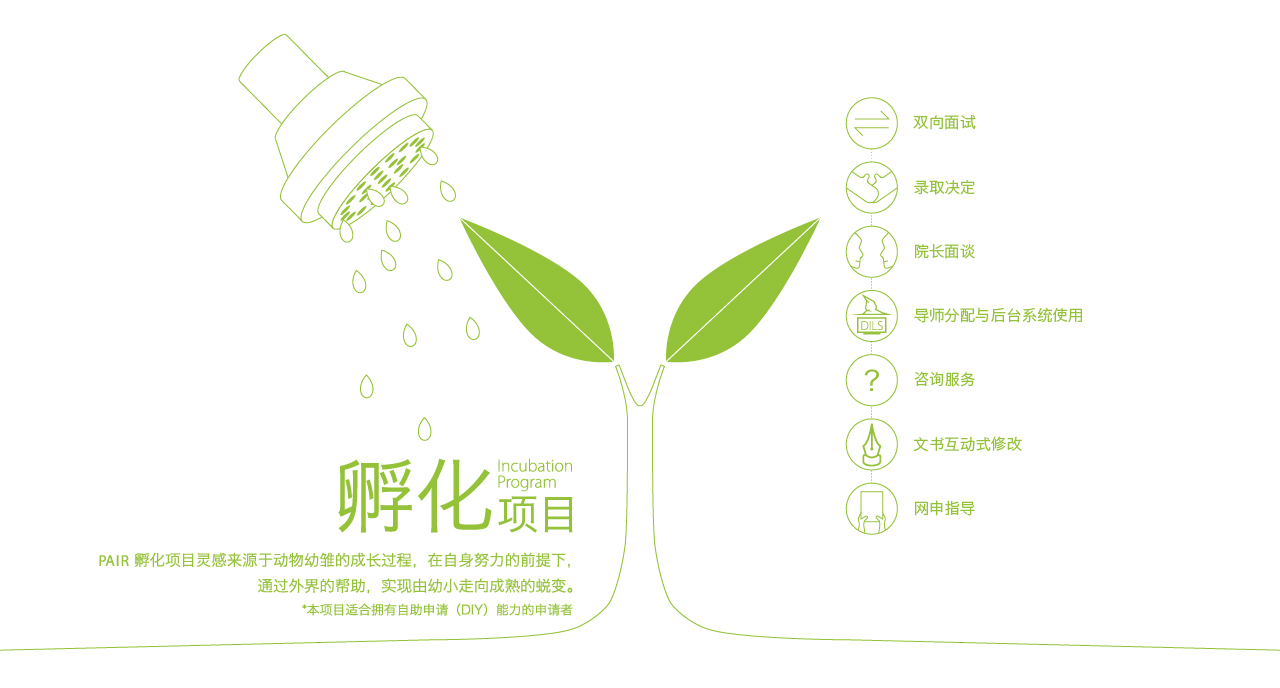 孵化
Incubation
Program
项目
PAIR 孵化项目灵感来源于动物幼雏的成长过程，在自身努力的前提下，
通过外界的帮助，实现由幼小走向成熟的蜕变。
*本项目适合拥有自助申请（DIY）能力的申请者
双向面试
录取决定
院长面谈
DILS
导师分配与后台系统使用
?
咨询服务
文书互动式修改
网申指导